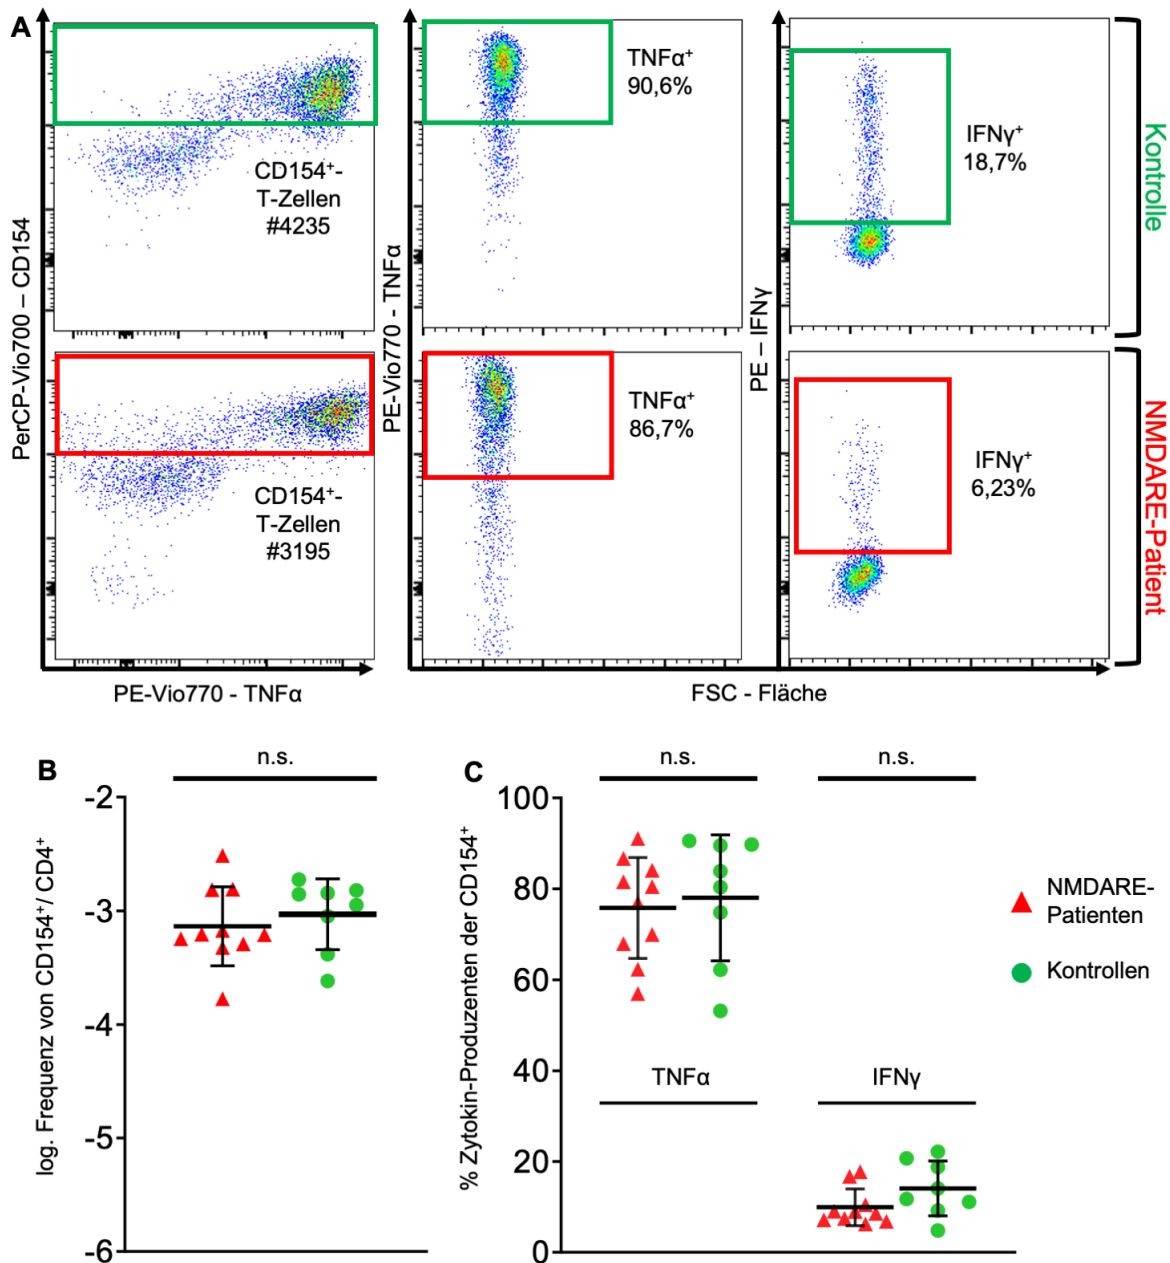 A
PerCP-Vio700 – CD154
CD154⁺-
T-Zellen
#4235
PE-Vio770 - TNFα
TNFα⁺
90,6%
PE – IFNγ
IFNγ⁺
18,7%
Kontrolle
CD154⁺-
T-Zellen
#3195
TNFα⁺
86,7%
IFNγ⁺
6,23%
NMDARE-Patient
PE-Vio770 - TNFα
FSC - Fläche
B
n.s.
log. Frequenz von CD154⁺/ CD4⁺
-2
-3
-4
-5
-6
C
n.s.
n.s.
% Zytokin-Produzenten der CD154⁺
100
80
60
40
20
0
TNFα
IFNγ
NMDARE-
Patienten
Kontrollen